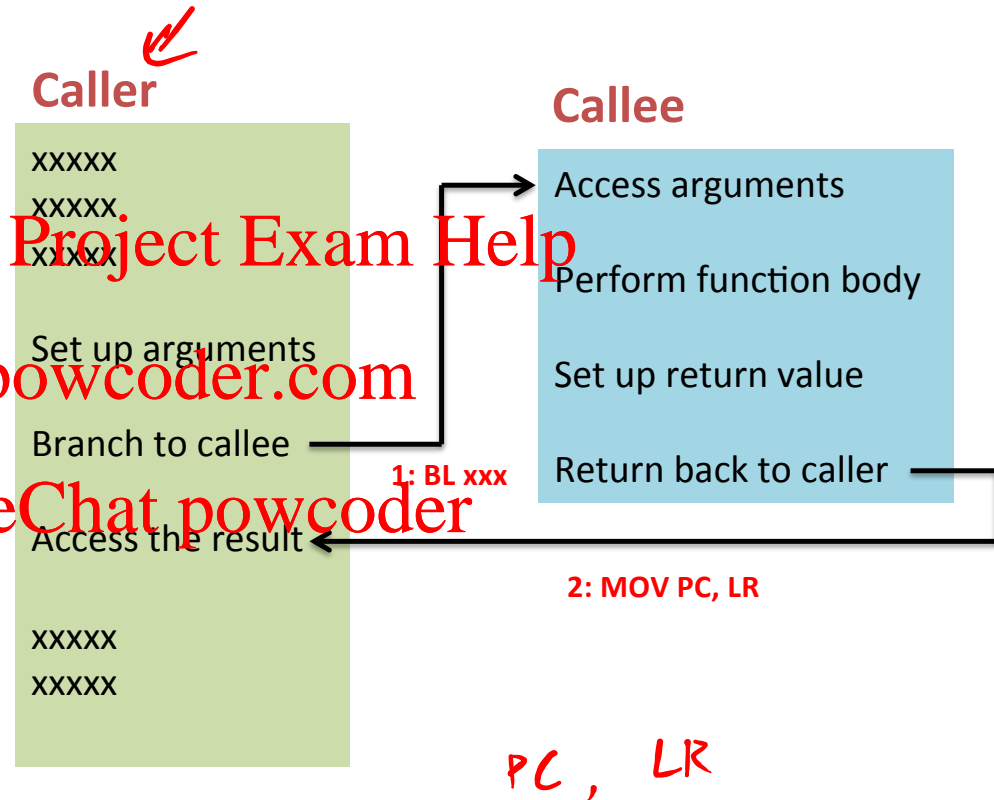 Caller
xxxxx
xxxxx
xxxxx
Set up arguments
Branch to callee
Access the result
xxxxx
xxxxx
Callee
Access arguments
Perform function body
Set up return value
Return back to caller
1: BL xxx
2: MOV PC, LR
Project Exam Help
powcoder.com
eChat powcoder
PC, LR